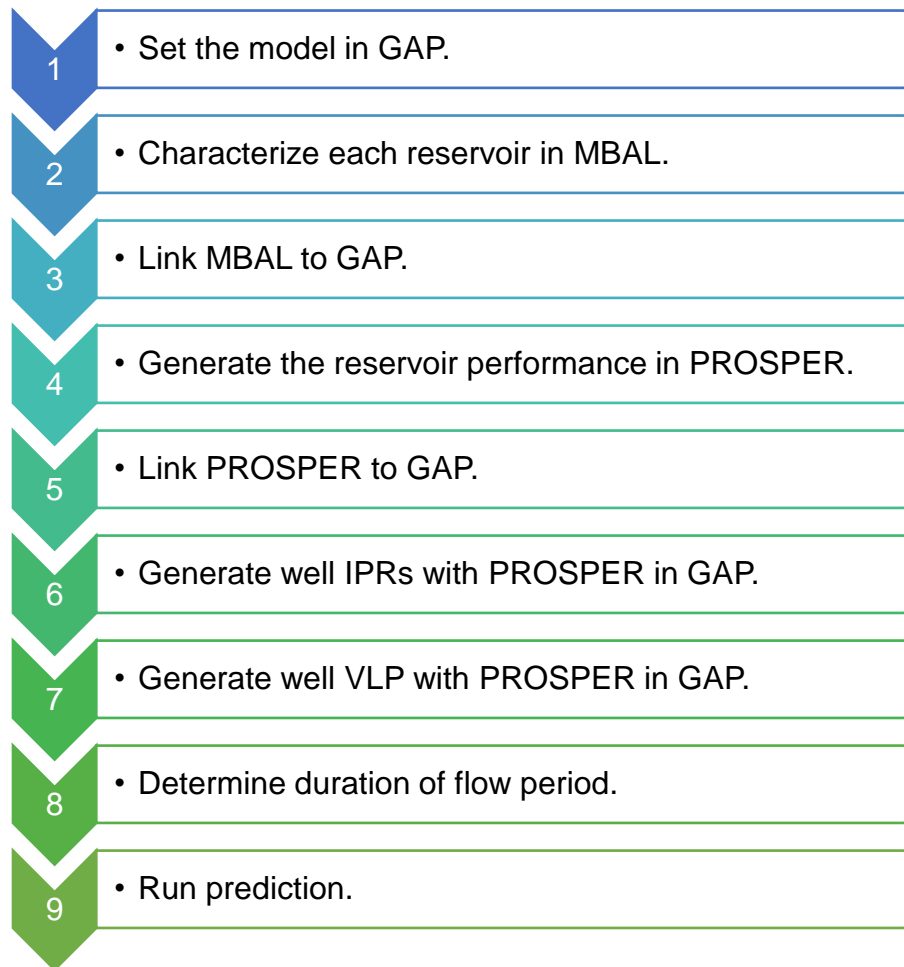 1
• Set the model in GAP.
2
• Characterize each reservoir in MBAL.
3
• Link MBAL to GAP.
4
• Generate the reservoir performance in PROSPER.
5
• Link PROSPER to GAP.
6
• Generate well IPRs with PROSPER in GAP.
7
• Generate well VLP with PROSPER in GAP.
8
• Determine duration of flow period.
9
• Run prediction.